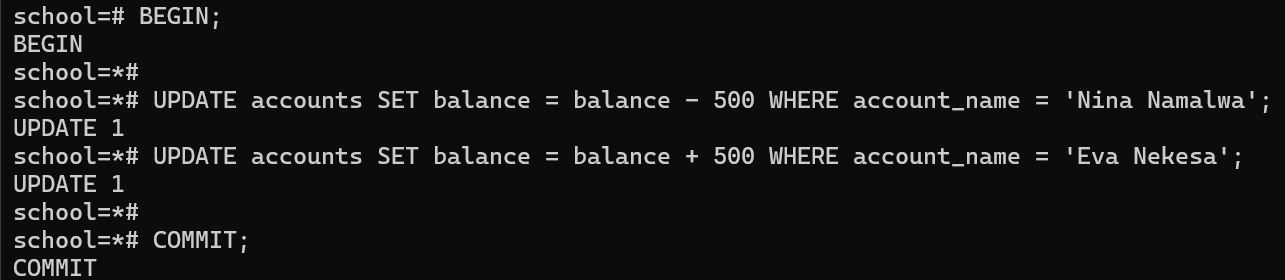 school=# BEGIN;
BEGIN
school=*#
school=*# UPDATE accounts SET balance = balance - 500 WHERE account_name = 'Nina Namalwa';
UPDATE 1
school=*# UPDATE accounts SET balance = balance + 500 WHERE account_name = 'Eva Nekesa';
UPDATE 1
school=*#
school=*# COMMIT;
COMMIT